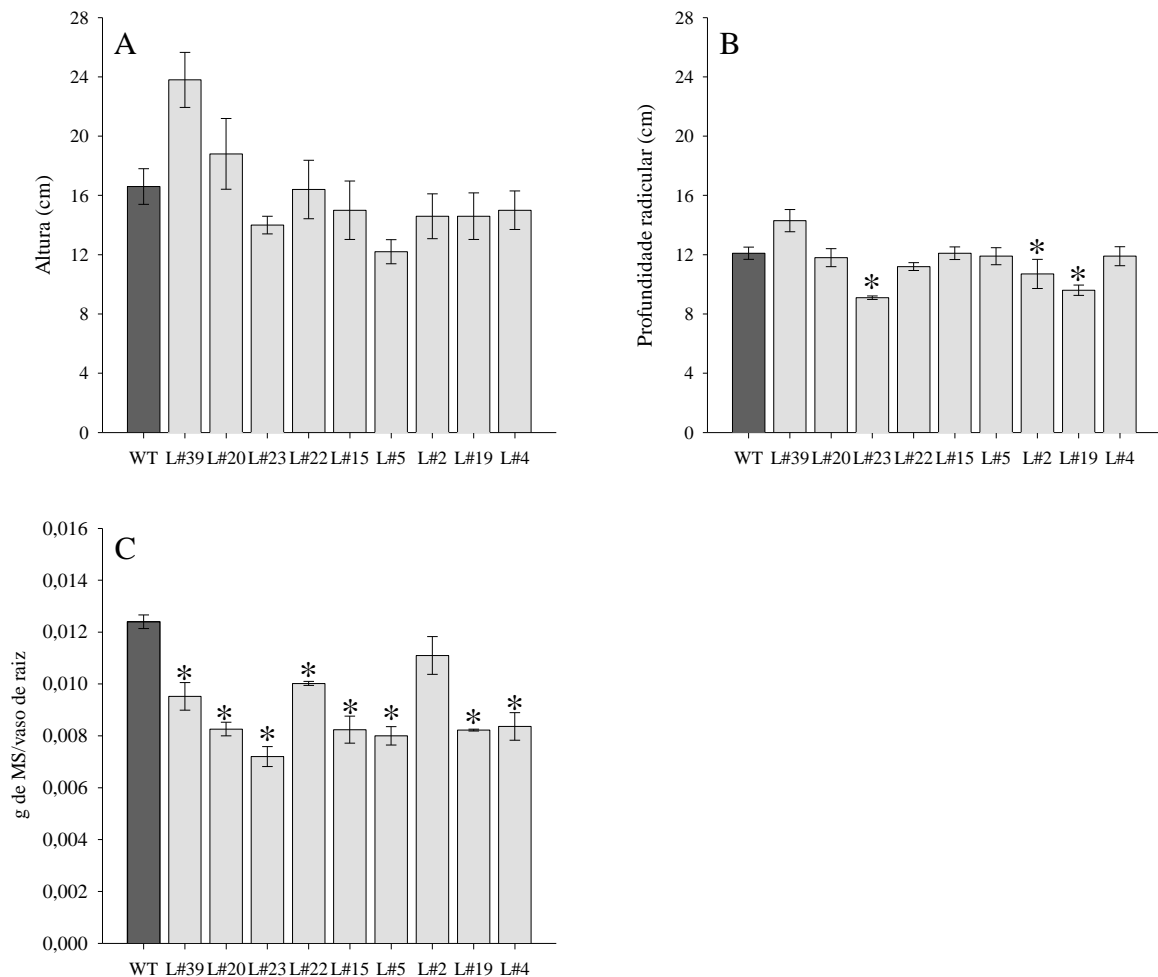 A
Altura (cm)
28
24
20
16
12
8
4
0
WT L#39 L#20 L#23 L#22 L#15 L#5 L#2 L#19 L#4
B
Profundidade radicular (cm)
28
24
20
16
12
8
4
0
* * *
WT L#39 L#20 L#23 L#22 L#15 L#5 L#2 L#19 L#4
C
g de MS/vaso de raiz
0,016
0,014
0,012
0,010
0,008
0,006
0,004
0,002
0,000
* * * * * * * *
WT L#39 L#20 L#23 L#22 L#15 L#5 L#2 L#19 L#4